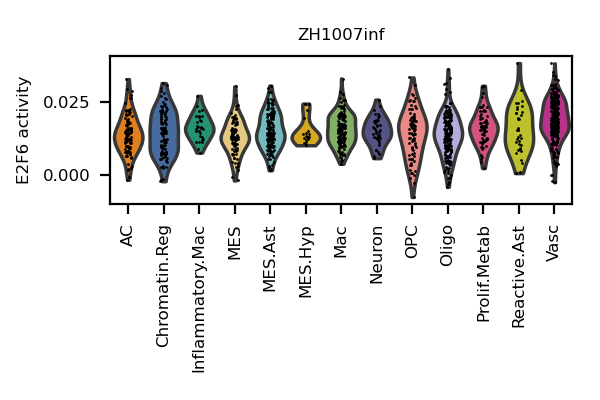 ZH1007inf
E2F6 activity
0.025
0.000
AC
Chromatin.Reg
Inflammatory.Mac
MES
MES.Ast
MES.Hyp
Mac
Neuron
OPC
Oligo
Prolif.Metab
Reactive.Ast
Vasc